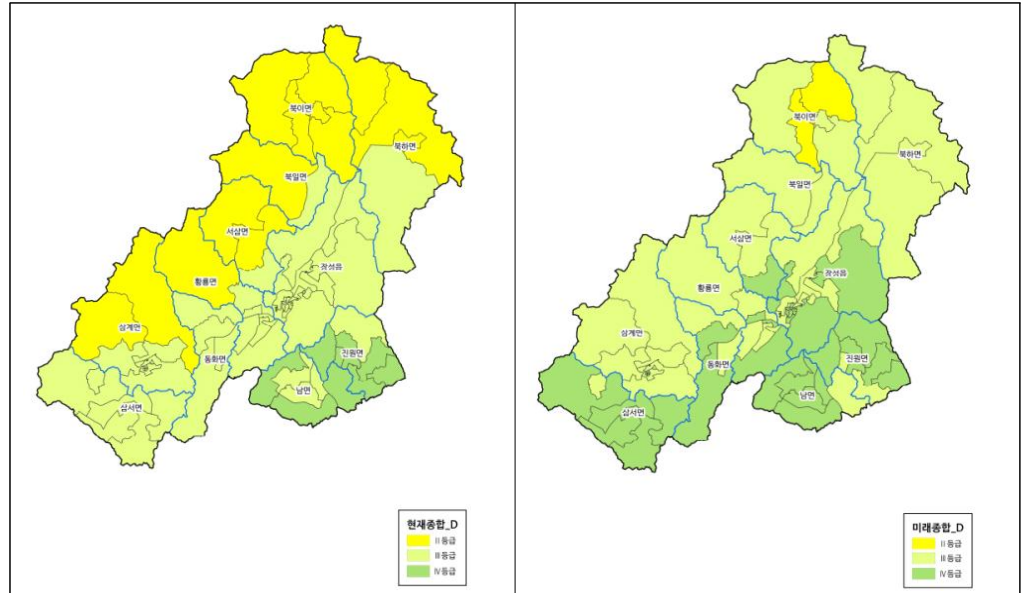 북이면
북하면
북일면
서삼면
장성읍
황룡면
삼계면
동화면
진원면
남면
삼서면
현재종합_D
II 등급
III 등급
IV 등급
북이면
북하면
북일면
서삼면
장성읍
황룡면
삼계면
동화면
진원면
남면
삼서면
미래종합_D
II 등급
III 등급
IV 등급